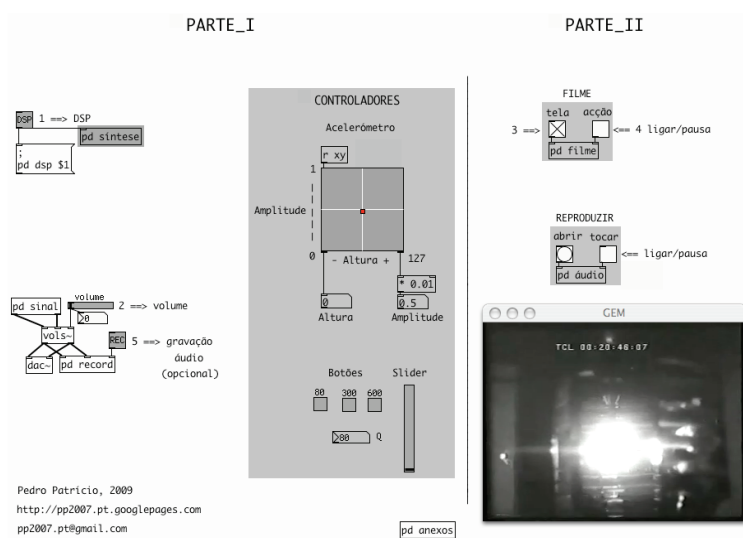 PARTE_I
DSP 1 ==> DSP
pd síntese
;
pd dsp $1
pd sinal
volume
2 ==> volume
0
vols~
REC 5 ==> gravação
áudio
(opcional)
dac~
pd record
CONTROLADORES
Acelerómetro
r xy
1
Amplitude
0
- Altura +
127
* 0.01
0
0.5
Altura
Amplitude
Botões
Slider
80 300 600
80 Q
Pedro Patrício, 2009
http://pp2007.pt.googlepages.com
pp2007.pt@gmail.com
pd anexos
PARTE_II
FILME
tela acção
3 ==>
<== 4 ligar/pausa
pd filme
REPRODUZIR
abrir tocar
<== ligar/pausa
pd áudio
GEM
TCL 00:20:46:07